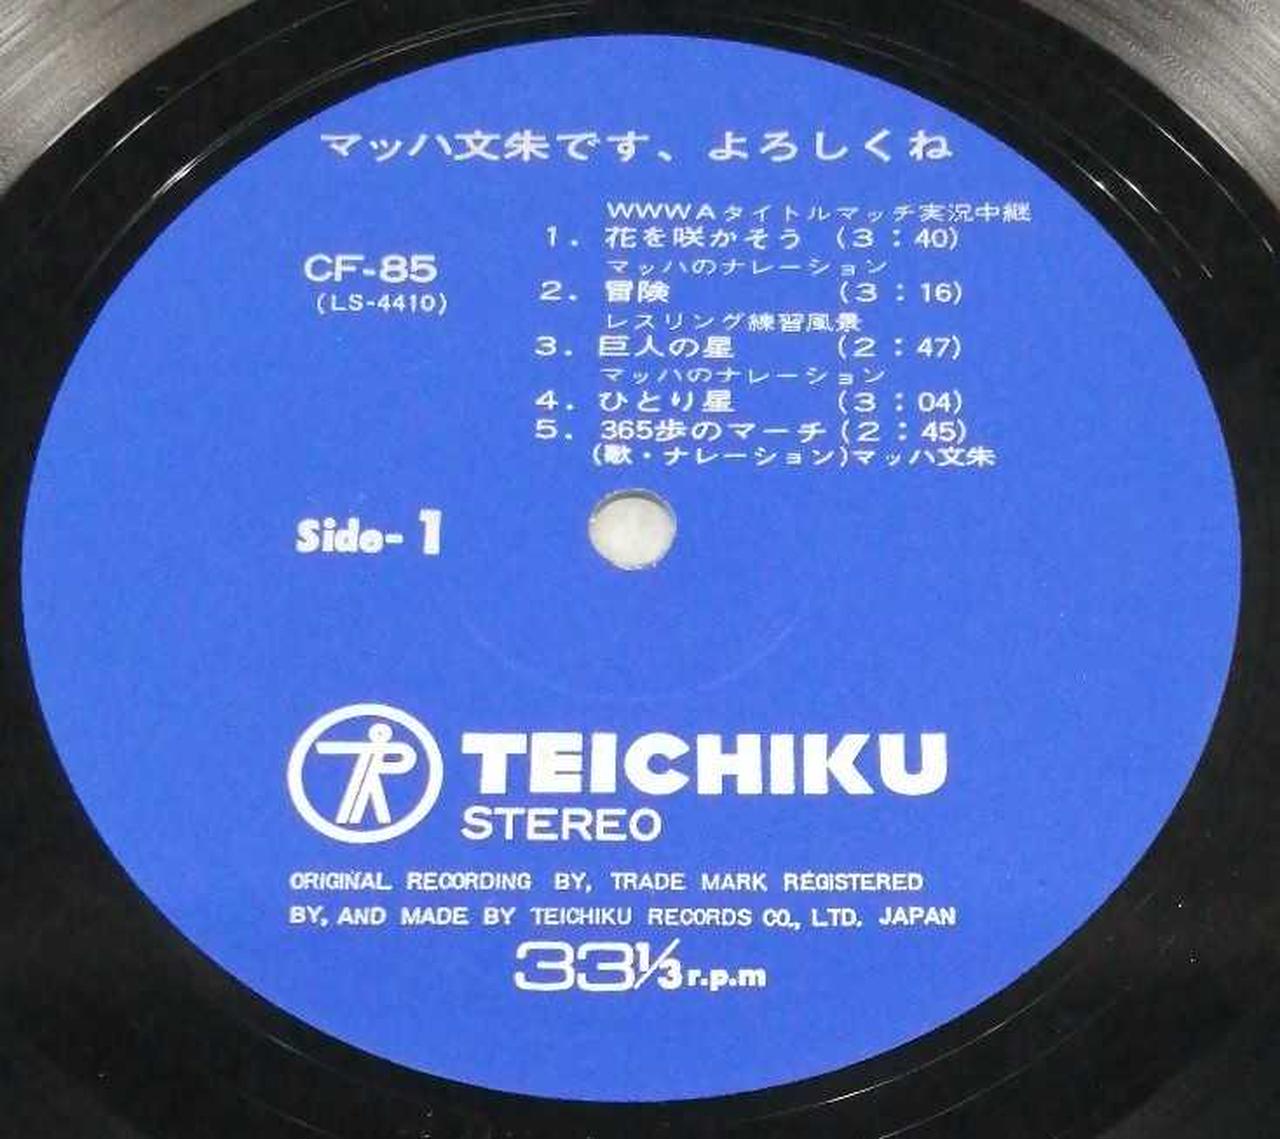 マッハ文朱です、よろしくね
CF-85
(LS-4410)
WWWAタイトルマッチ実況中継
1. 花を咲かそう (3:40)
マッハのナレーション
2. 冒険 (3:16)
レスリング練習風景
3. 巨人の星 (2:47)
マッハのナレーション
4. ひとり星 (3:04)
5. 365歩のマーチ(2:45)
(歌・ナレーション)マッハ文朱
Side-1
TEICHIKU
STEREO
ORIGINAL RECORDING BY, TRADE MARK REGISTERED
BY, AND MADE BY TEICHIKU RECORDS CO., LTD. JAPAN
33⅓ r.p.m